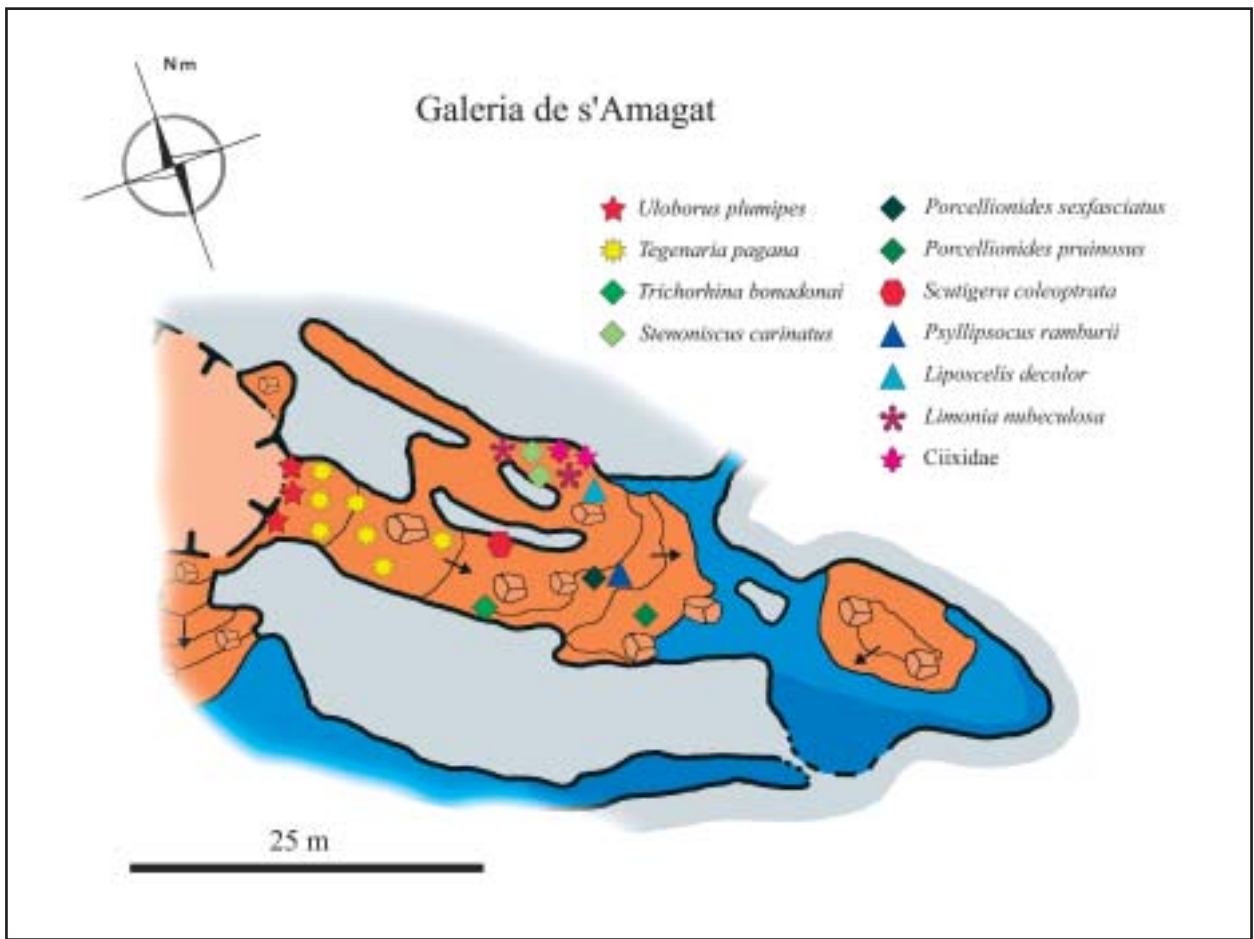 Nm
Galeria de s'Amagat
Uloborus plumipes
Tegenaria pagana
Trichorhina bonadonai
Stenoniscus carinatus
Porcellionides sexfasciatus
Porcellionides pruinosus
Scutigera coleoptrata
Psyllipsocus ramburii
Liposcelis decolor
Limonia nubeculosa
Ciixidae
25 m